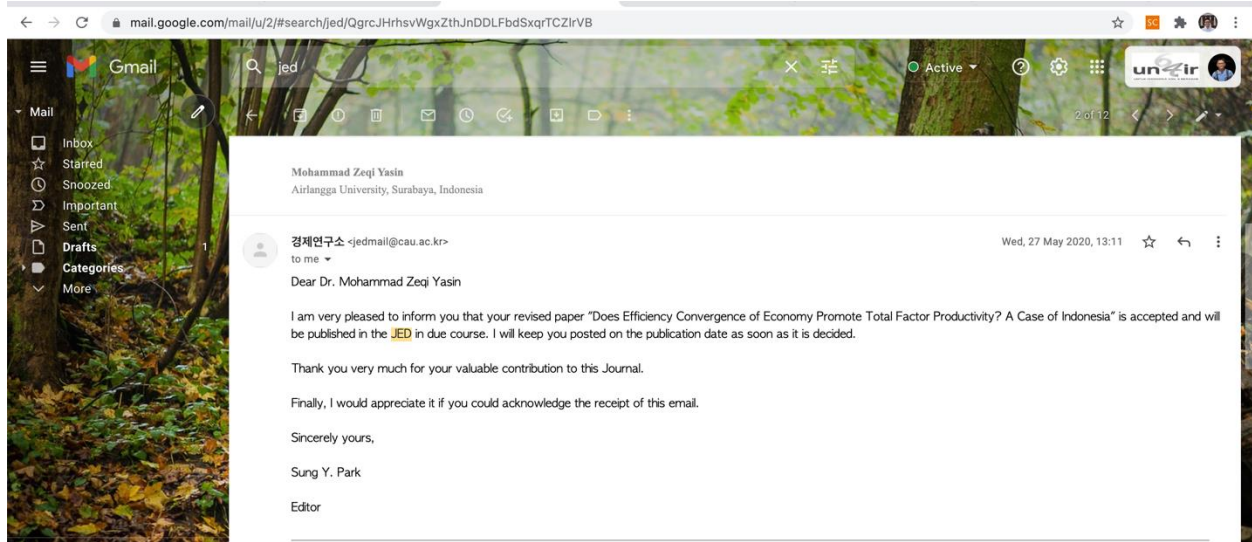 mail.google.com/mail/u/2/#search/jed/QgrcJHrhsvWgxZthJnDDLFbdSxqrTCZlrVB
SC
Gmail
jed
Active
un4ir
Mail
2 of 12
Inbox
Starred
Snoozed
Important
Sent
Drafts 1
Categories
More
Mohammad Zeqi Yasin
Airlangga University, Surabaya, Indonesia
경제연구소 <jedmail@cau.ac.kr>
Wed, 27 May 2020, 13:11
to me
Dear Dr. Mohammad Zeqi Yasin
I am very pleased to inform you that your revised paper "Does Efficiency Convergence of Economy Promote Total Factor Productivity? A Case of Indonesia" is accepted and will
be published in the JED in due course. I will keep you posted on the publication date as soon as it is decided.
Thank you very much for your valuable contribution to this Journal.
Finally, I would appreciate it if you could acknowledge the receipt of this email.
Sincerely yours,
Sung Y. Park
Editor